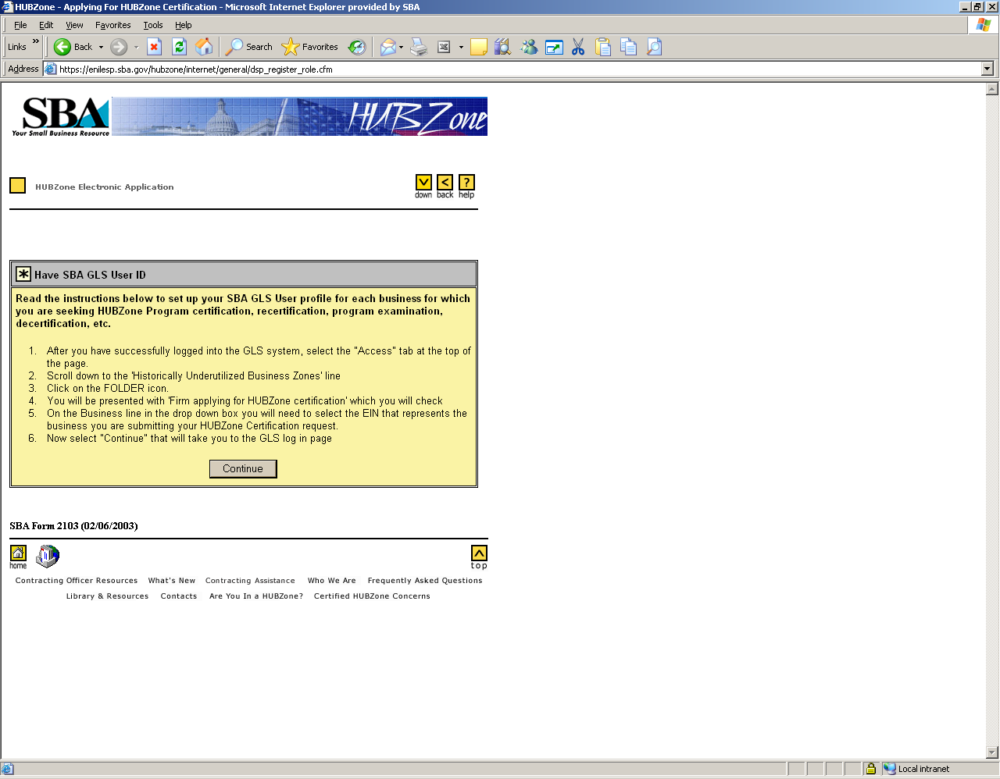 HUBZone - Applying For HUBZone Certification - Microsoft Internet Explorer provided by SBA
File Edit View Favorites Tools Help
Links » Back Search Favorites
Address https://enilesp.sba.gov/hubzone/internet/general/dsp_register_role.cfm
SBA HUBZone
Your Small Business Resource
HUBZone Electronic Application
down back help
Have SBA GLS User ID
Read the instructions below to set up your SBA GLS User profile for each business for which
you are seeking HUBZone Program certification, recertification, program examination,
decertification, etc.
1. After you have successfully logged into the GLS system, select the "Access" tab at the top of
the page.
2. Scroll down to the 'Historically Underutilized Business Zones' line
3. Click on the FOLDER icon.
4. You will be presented with 'Firm applying for HUBZone certification' which you will check
5. On the Business line in the drop down box you will need to select the EIN that represents the
business you are submitting your HUBZone Certification request.
6. Now select "Continue" that will take you to the GLS log in page
Continue
SBA Form 2103 (02/06/2003)
home top
Contracting Officer Resources What's New Contracting Assistance Who We Are Frequently Asked Questions
Library & Resources Contacts Are You In a HUBZone? Certified HUBZone Concerns
Local intranet